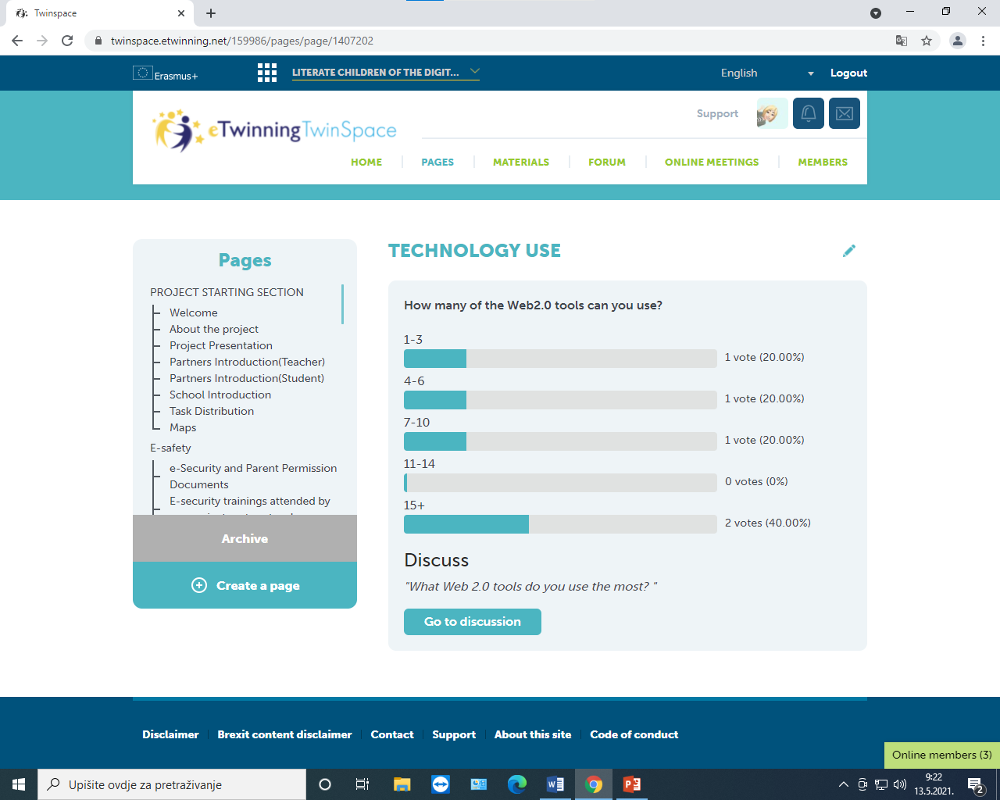 Twinspace
twinspace.etwinning.net/159986/pages/page/1407202
Erasmus+
LITERATE CHILDREN OF THE DIGIT...
English
Logout
eTwinningTwinSpace
Support
HOME
PAGES
MATERIALS
FORUM
ONLINE MEETINGS
MEMBERS
Pages
PROJECT STARTING SECTION
Welcome
About the project
Project Presentation
Partners Introduction(Teacher)
Partners Introduction(Student)
School Introduction
Task Distribution
Maps
E-safety
e-Security and Parent Permission
Documents
E-security trainings attended by
Archive
Create a page
TECHNOLOGY USE
How many of the Web2.0 tools can you use?
1-3
1 vote (20.00%)
4-6
1 vote (20.00%)
7-10
1 vote (20.00%)
11-14
0 votes (0%)
15+
2 votes (40.00%)
Discuss
"What Web 2.0 tools do you use the most? "
Go to discussion
Disclaimer
Brexit content disclaimer
Contact
Support
About this site
Code of conduct
Online members (3)
Upišite ovdje za pretraživanje
9:22
13.5.2021.
2